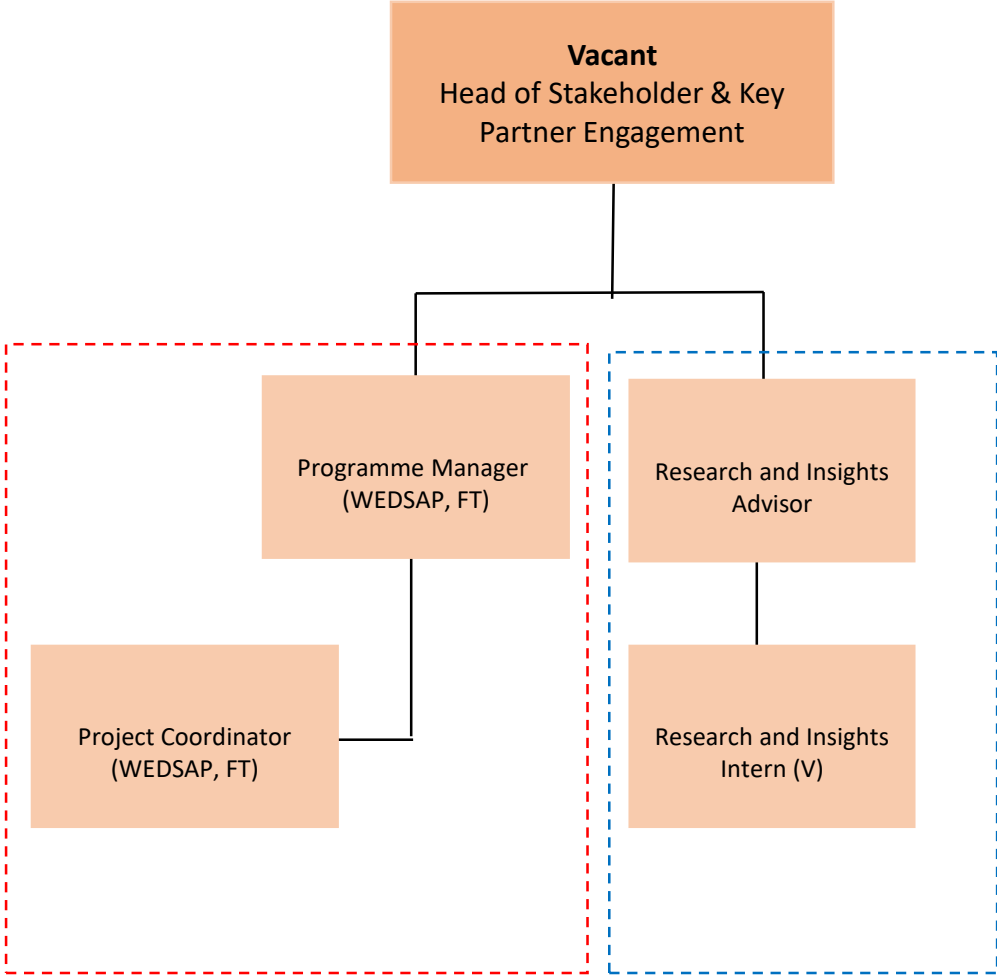 Vacant
Head of Stakeholder & Key
Partner Engagement
Programme Manager
(WEDSAP, FT)
Research and Insights
Advisor
Project Coordinator
(WEDSAP, FT)
Research and Insights
Intern (V)